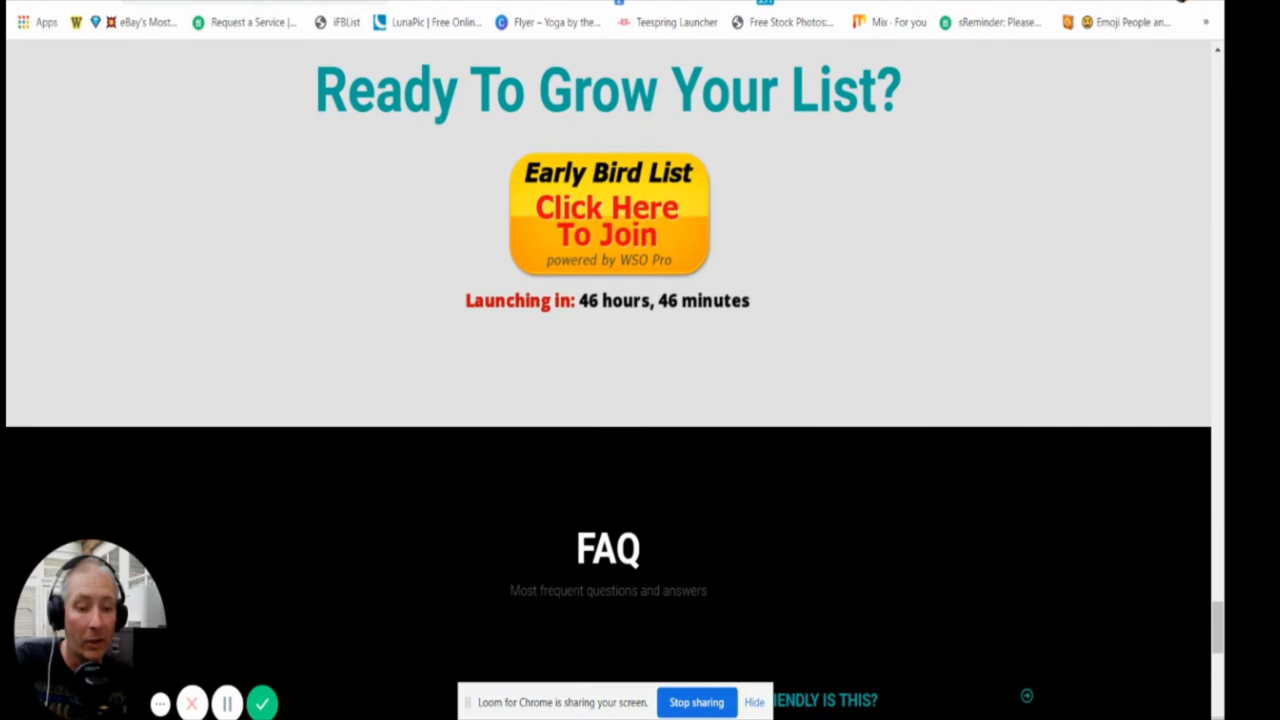 Apps eBay's Most... Request a Service |... iFBList LunaPic | Free Onlin... Flyer – Yoga by the... Teespring Launcher Free Stock Photos:... Mix - For you sReminder: Please... Emoji People an... »
Ready To Grow Your List?
Early Bird List
Click Here
To Join
powered by WSO Pro
Launching in: 46 hours, 46 minutes
FAQ
Most frequent questions and answers
IENDLY IS THIS?
Loom for Chrome is sharing your screen. Stop sharing Hide